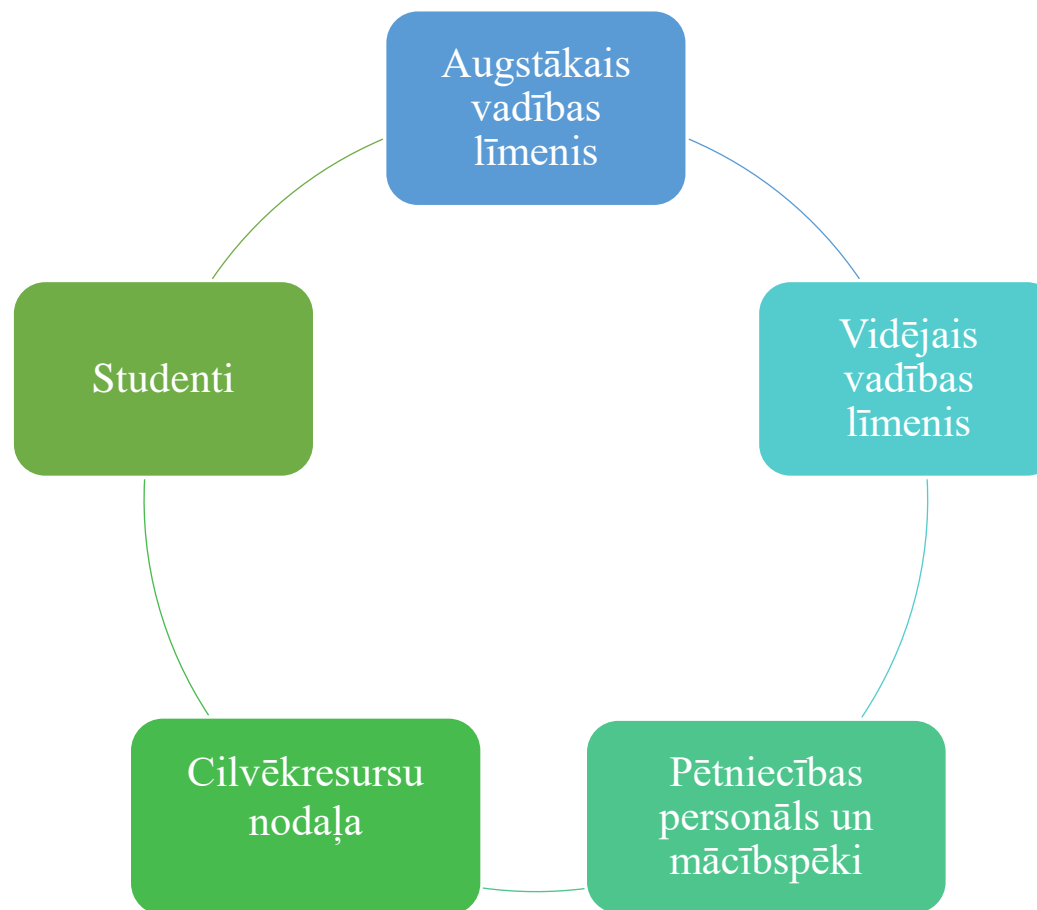 Augstākais
vadības
līmenis
Studenti
Vidējais
vadības
līmenis
Cilvēkresursu
nodaļa
Pētniecības
personāls un
mācībspēki